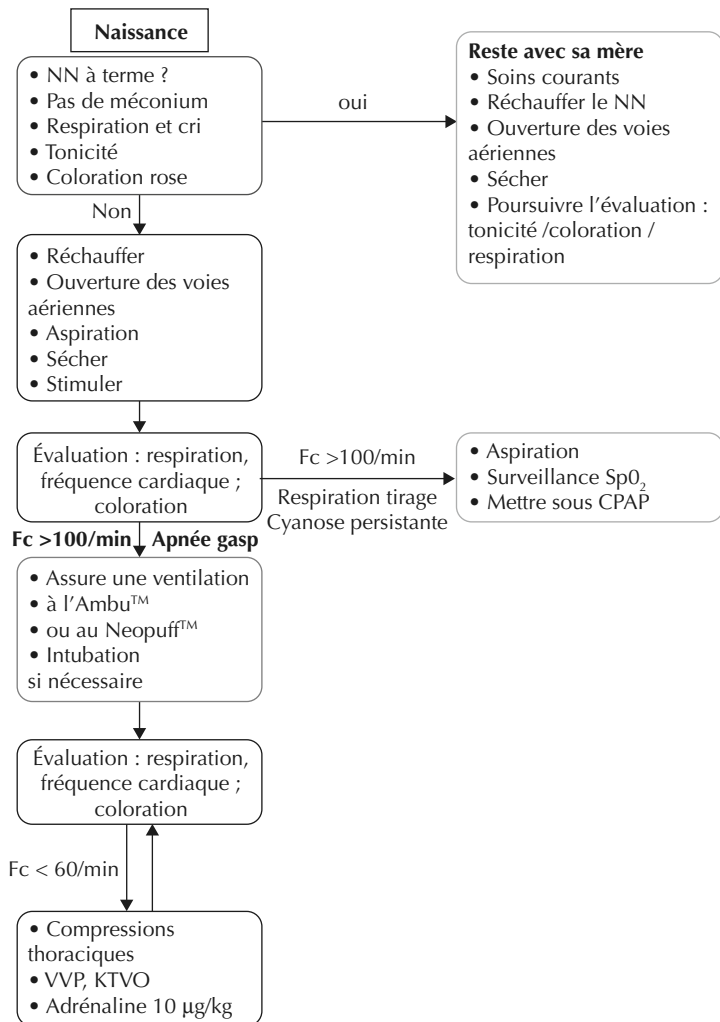 Naissance
• NN à terme ?
• Pas de méconium
• Respiration et cri
• Tonicité
• Coloration rose
oui
Reste avec sa mère
• Soins courants
• Réchauffer le NN
• Ouverture des voies
aériennes
• Sécher
• Poursuivre l’évaluation :
tonicité /coloration /
respiration
Non
• Réchauffer
• Ouverture des voies
aériennes
• Aspiration
• Sécher
• Stimuler
Évaluation : respiration,
fréquence cardiaque ;
coloration
Fc >100/min
Respiration tirage
Cyanose persistante
• Aspiration
• Surveillance Sp0₂
• Mettre sous CPAP
Fc >100/min Apnée gasp
• Assure une ventilation
• à l’Ambu™
• ou au Neopuff™
• Intubation
si nécessaire
Évaluation : respiration,
fréquence cardiaque ;
coloration
Fc < 60/min
• Compressions
thoraciques
• VVP, KTVO
• Adrénaline 10 µg/kg